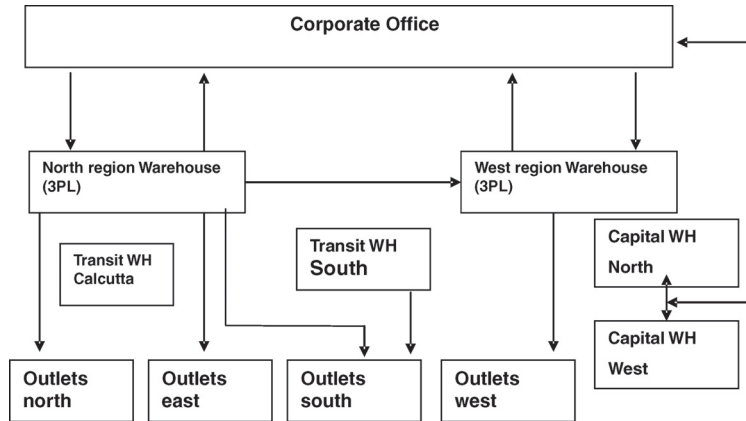 Corporate Office
North region Warehouse
(3PL)
West region Warehouse
(3PL)
Transit WH
Calcutta
Transit WH
South
Capital WH
North
Capital WH
West
Outlets
north
Outlets
east
Outlets
south
Outlets
west